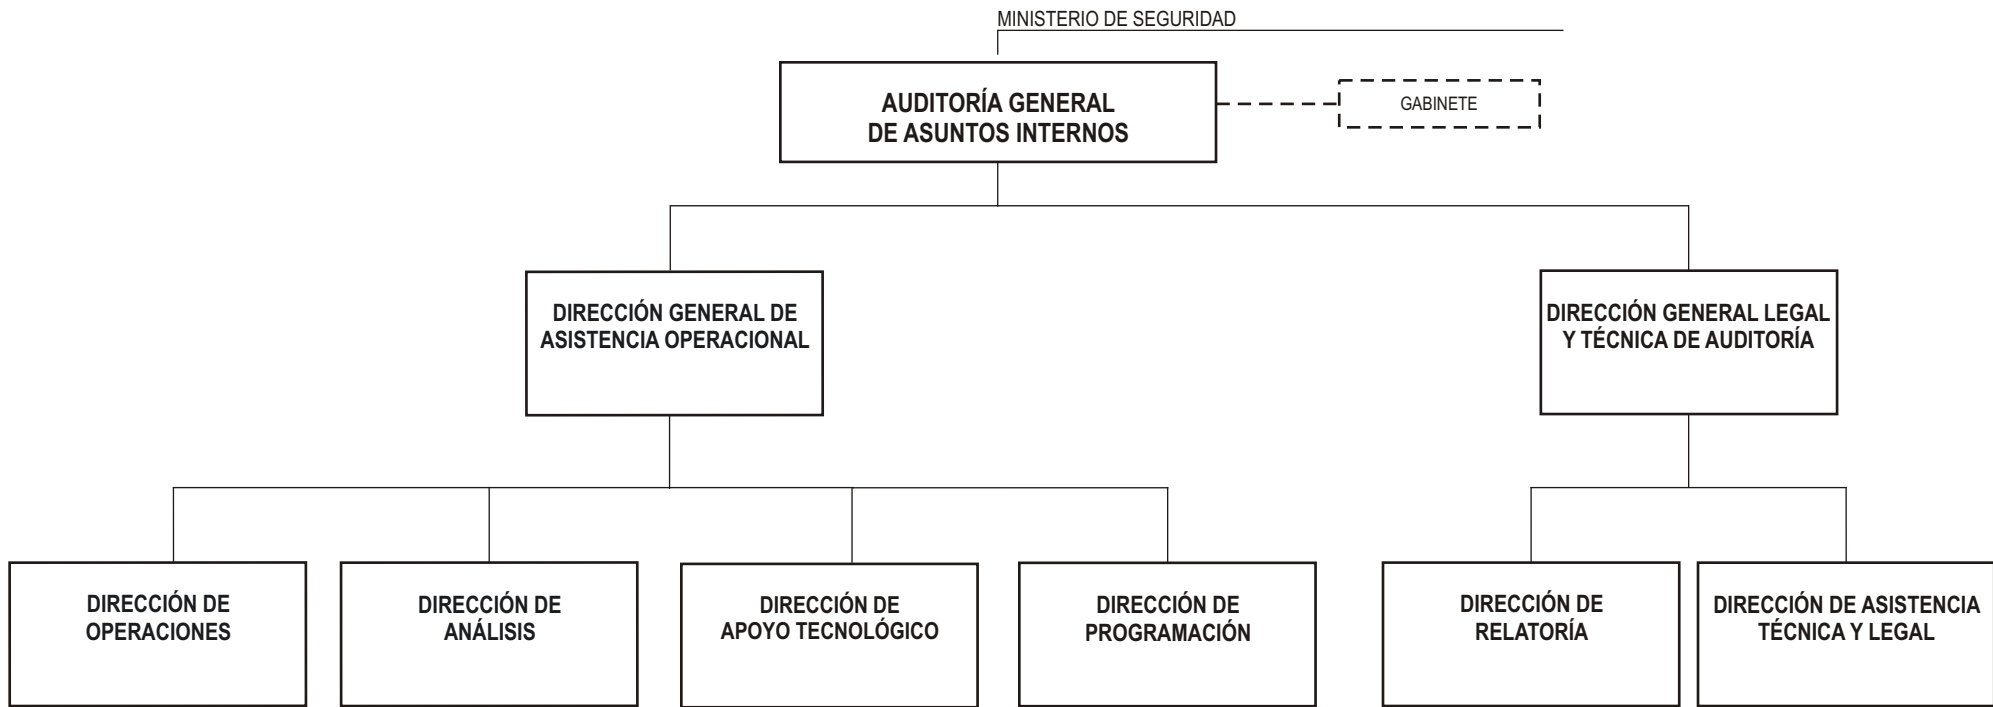 MINISTERIO DE SEGURIDAD
AUDITORÍA GENERAL
DE ASUNTOS INTERNOS
GABINETE
DIRECCIÓN GENERAL DE
ASISTENCIA OPERACIONAL
DIRECCIÓN GENERAL LEGAL
Y TÉCNICA DE AUDITORÍA
DIRECCIÓN DE
OPERACIONES
DIRECCIÓN DE
ANÁLISIS
DIRECCIÓN DE
APOYO TECNOLÓGICO
DIRECCIÓN DE
PROGRAMACIÓN
DIRECCIÓN DE
RELATORÍA
DIRECCIÓN DE ASISTENCIA
TÉCNICA Y LEGAL